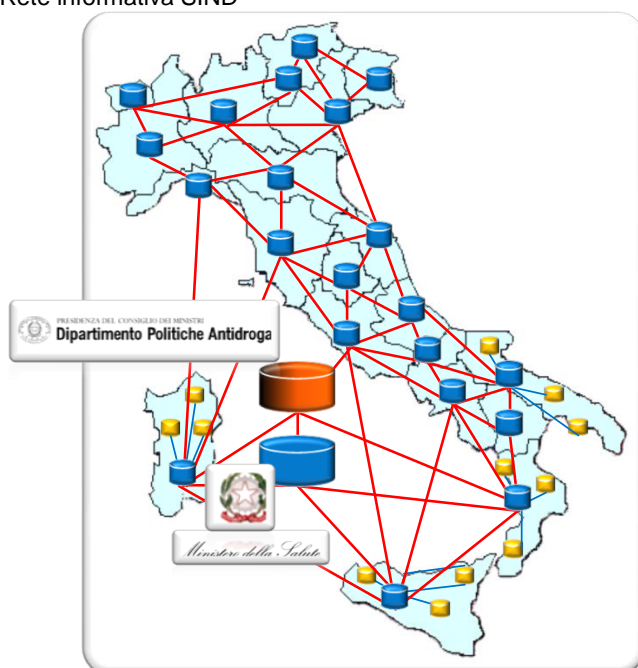 Rete informativa SIND
PRESIDENZA DEL CONSIGLIO DEI MINISTRI
Dipartimento Politiche Antidroga
Ministero della Salute